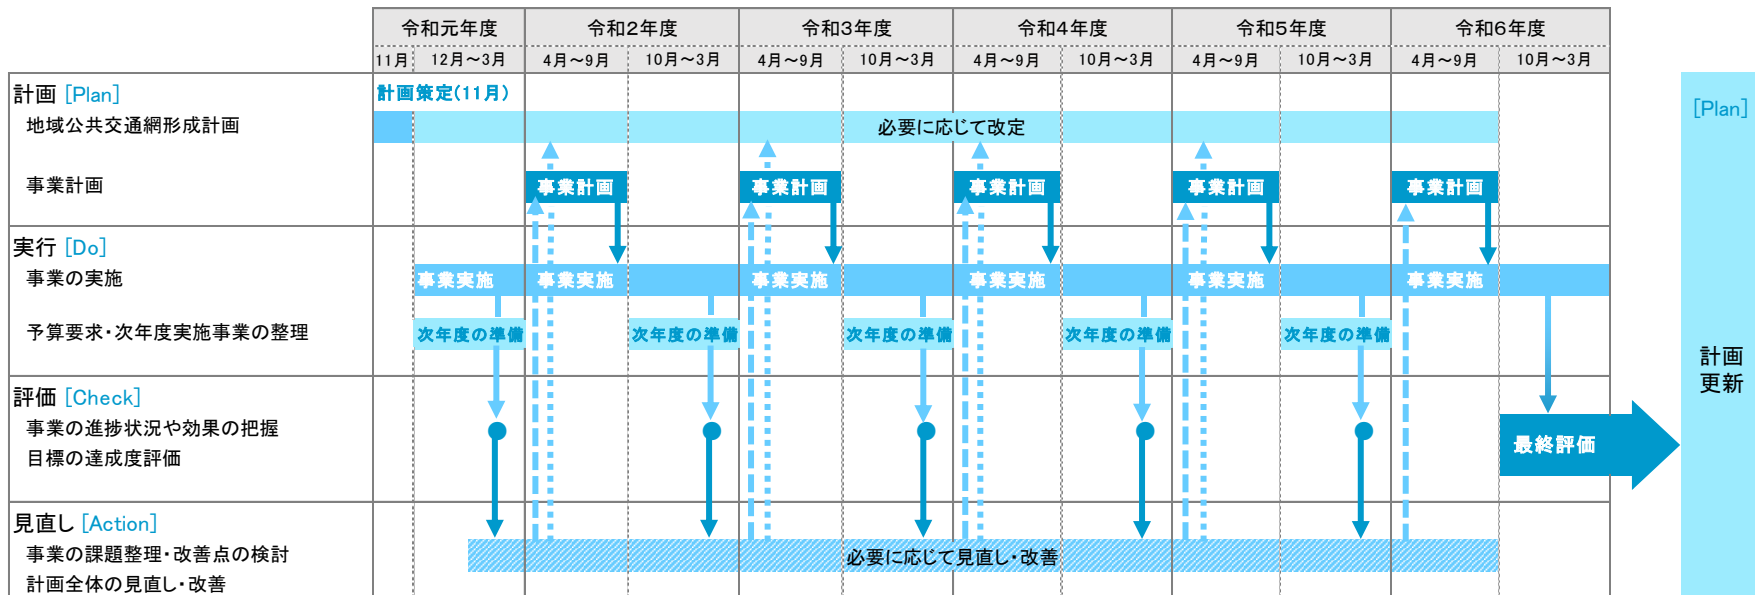 令和元年度 令和2年度 令和3年度 令和4年度 令和5年度 令和6年度
11月 12月～3月 4月～9月 10月～3月 4月～9月 10月～3月 4月～9月 10月～3月 4月～9月 10月～3月 4月～9月 10月～3月
計画 [Plan] 計画策定(11月)
地域公共交通網形成計画 必要に応じて改定
事業計画 事業計画 事業計画 事業計画 事業計画 事業計画
実行 [Do]
事業の実施 事業実施 事業実施 事業実施 事業実施 事業実施 事業実施
予算要求・次年度実施事業の整理 次年度の準備 次年度の準備 次年度の準備 次年度の準備 次年度の準備
評価 [Check]
事業の進捗状況や効果の把握
目標の達成度評価 最終評価
見直し [Action]
事業の課題整理・改善点の検討 必要に応じて見直し・改善
計画全体の見直し・改善
[Plan]
計画
更新